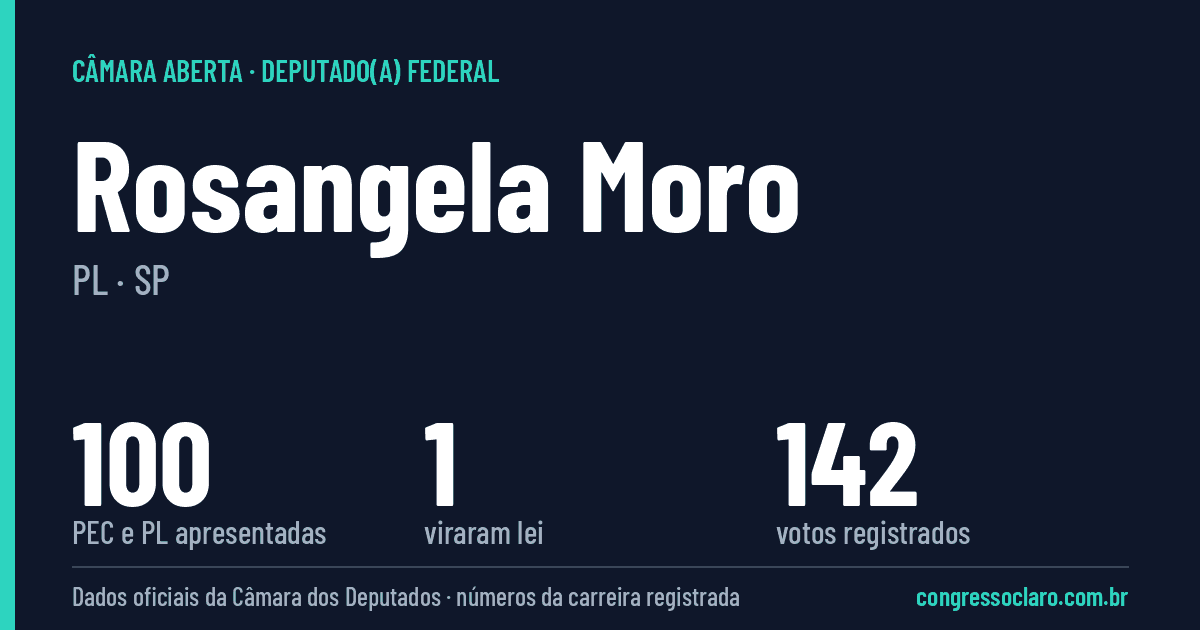 CÂMARA ABERTA · DEPUTADO(A) FEDERAL
Rosangela Moro
PL · SP
100
PEC e PL apresentadas
1
viraram lei
142
votos registrados
Dados oficiais da Câmara dos Deputados · números da carreira registrada
congressoclaro.com.br